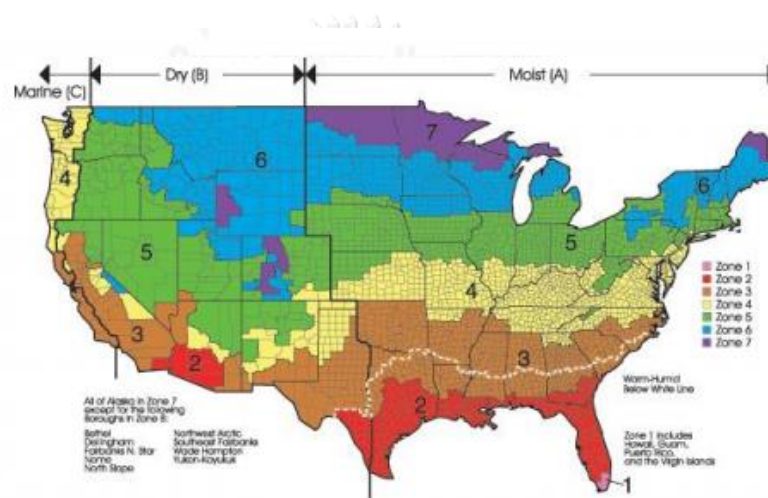 Marine (C)
Dry (B)
Moist (A)
7
6
4
6
5
5
4
3
3
2
2
1
Zone 1
Zone 2
Zone 3
Zone 4
Zone 5
Zone 6
Zone 7
Warm-Humid
Below White Line
All of Alaska in Zone 7
except for the following
Boroughs in Zone 8:
Bethel
Dellingham
Fairbanks N. Star
Nome
North Slope
Northwest Arctic
Southeast Fairbanks
Wade Hampton
Yukon-Koyukuk
Zone 1 includes
Hawaii, Guam,
Puerto Rico,
and the Virgin Islands